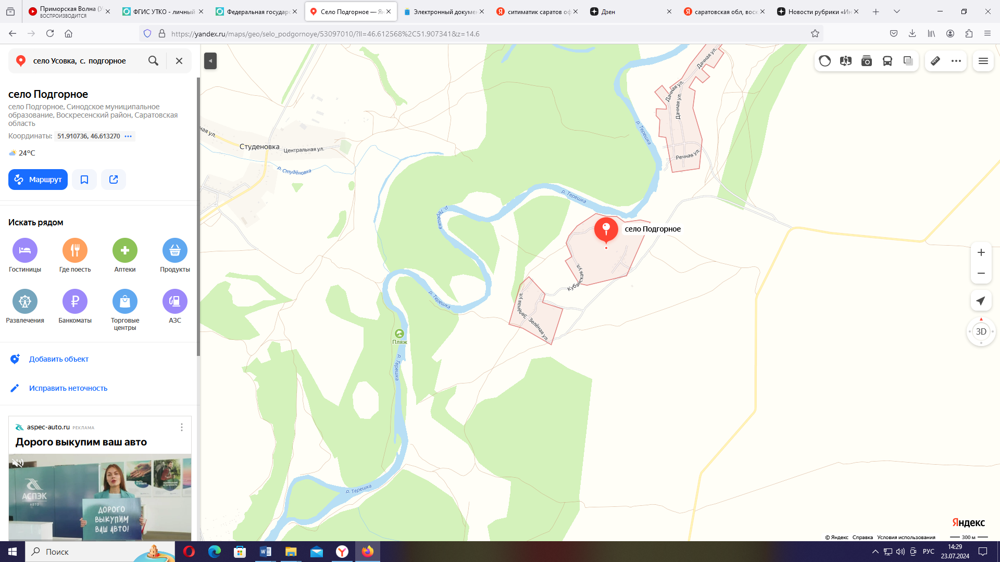 Приморская Волна (У
ВОСПРОИЗВОДИТСЯ
ФГИС УТКО - личный
Федеральная государс
Село Подгорное — Ян
Электронный докумен
ситиматик саратов оф
Дзен
саратовская обл, воск
Новости рубрики «Ин
https://yandex.ru/maps/geo/selo_podgornoye/53097010/?ll=46.612568%2C51.907341&z=14.6
село Усовка, с. подгорное
село Подгорное
село Подгорное, Синодское муниципальное
образование, Воскресенский район, Саратовская
область
Координаты: 51.910736, 46.613270
24°C
Маршрут
Искать рядом
Гостиницы
Где поесть
Аптеки
Продукты
Развлечения
Банкоматы
Торговые
центры
АЗС
Добавить объект
Исправить неточность
aspec-auto.ru РЕКЛАМА
Дорого выкупим ваш авто
АСПЭК
АВТО
ДОРОГО
ВЫКУПИМ
ВАШ АВТО!
ная ул.
Студеновка
Центральная ул.
р. Студёновка
Дачная ул.
Дачная ул.
Дачная ул.
р. Терешка
Речная ул.
р. Терешка
р. Терешка
село Подгорное
Кубанская ул.
р. Терешка
Зелёная ул.
Зелёная ул.
Пляж
р. Терешка
р. Терешка
3D
Яндекс
© Яндекс Справка Условия использования
300 м
Поиск
РУС
14:29
23.07.2024